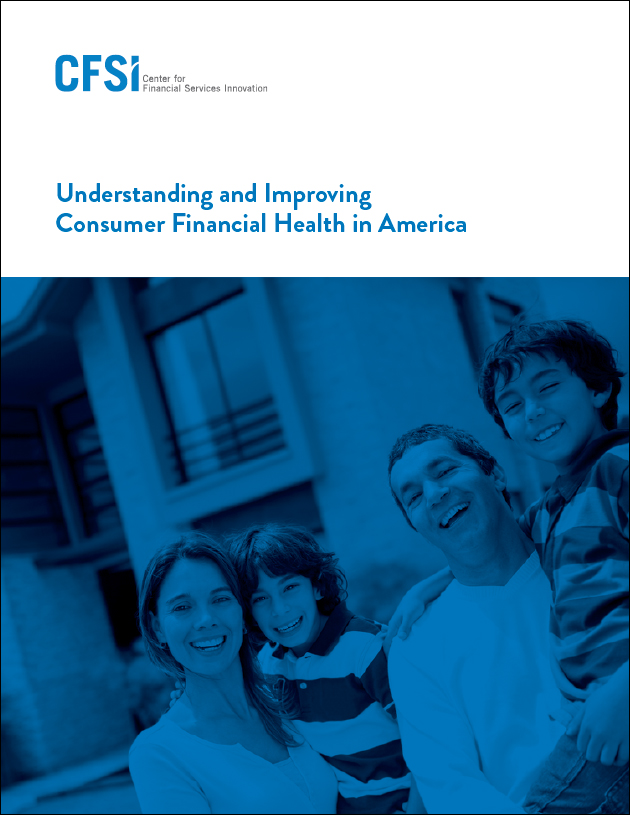 CFSi
Center for
Financial Services Innovation
Understanding and Improving
Consumer Financial Health in America